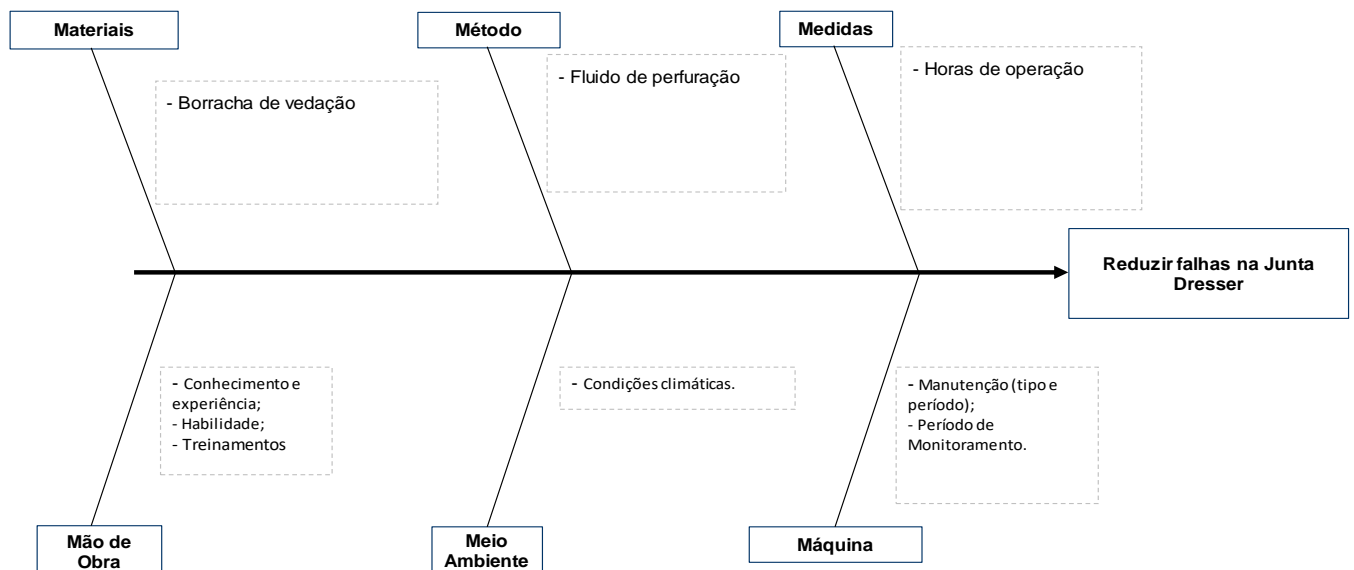 Materiais
Método
Medidas
- Borracha de vedação
- Fluido de perfuração
- Horas de operação
Reduzir falhas na Junta
Dresser
- Conhecimento e
experiência;
- Habilidade;
- Treinamentos
- Condições climáticas.
- Manutenção (tipo e
período);
- Período de
Monitoramento.
Mão de
Obra
Meio
Ambiente
Máquina